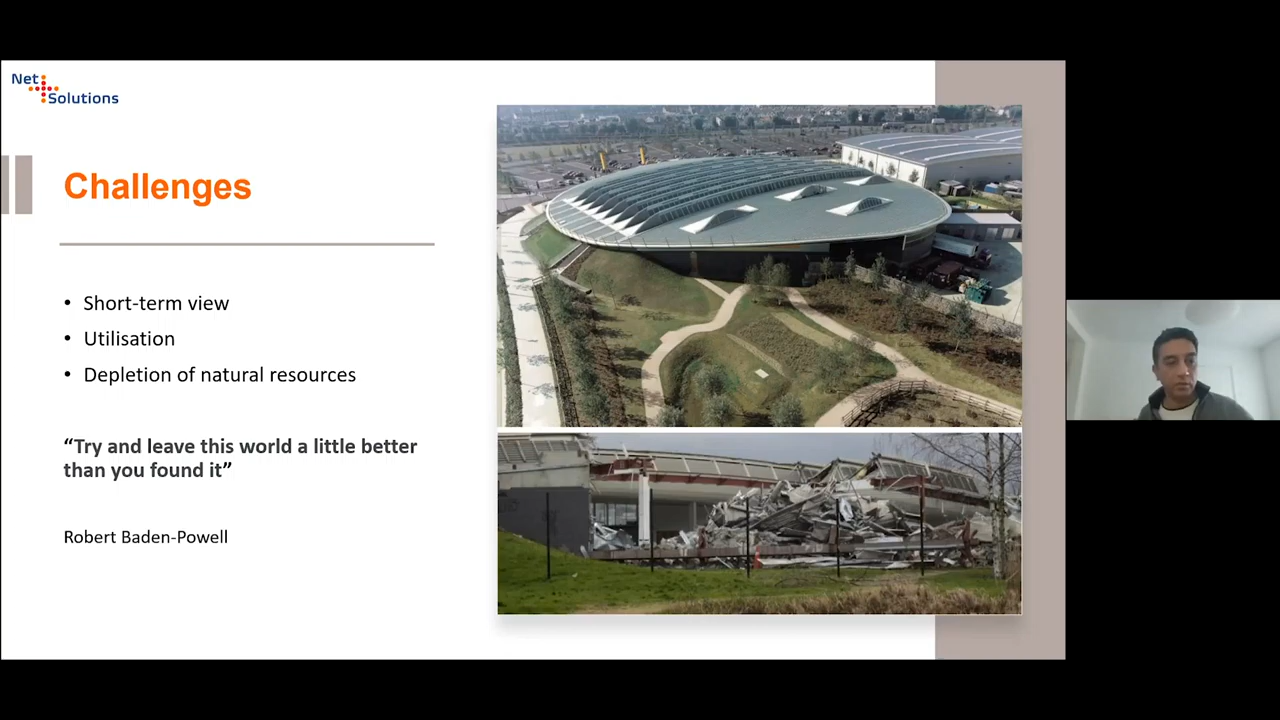 Net
Solutions
Challenges
• Short-term view
• Utilisation
• Depletion of natural resources
“Try and leave this world a little better
than you found it”
Robert Baden-Powell